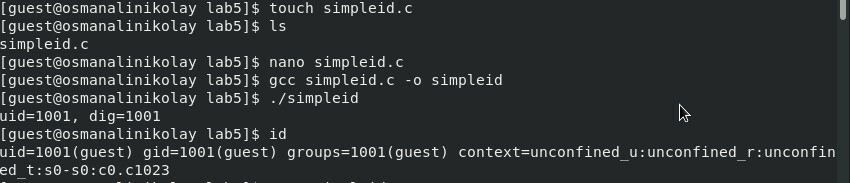 [guest@osmanalinikolay lab5]$ touch simpleid.c
[guest@osmanalinikolay lab5]$ ls
simpleid.c
[guest@osmanalinikolay lab5]$ nano simpleid.c
[guest@osmanalinikolay lab5]$ gcc simpleid.c -o simpleid
[guest@osmanalinikolay lab5]$ ./simpleid
uid=1001, dig=1001
[guest@osmanalinikolay lab5]$ id
uid=1001(guest) gid=1001(guest) groups=1001(guest) context=unconfined_u:unconfined_r:unconfin
ed_t:s0-s0:c0.c1023